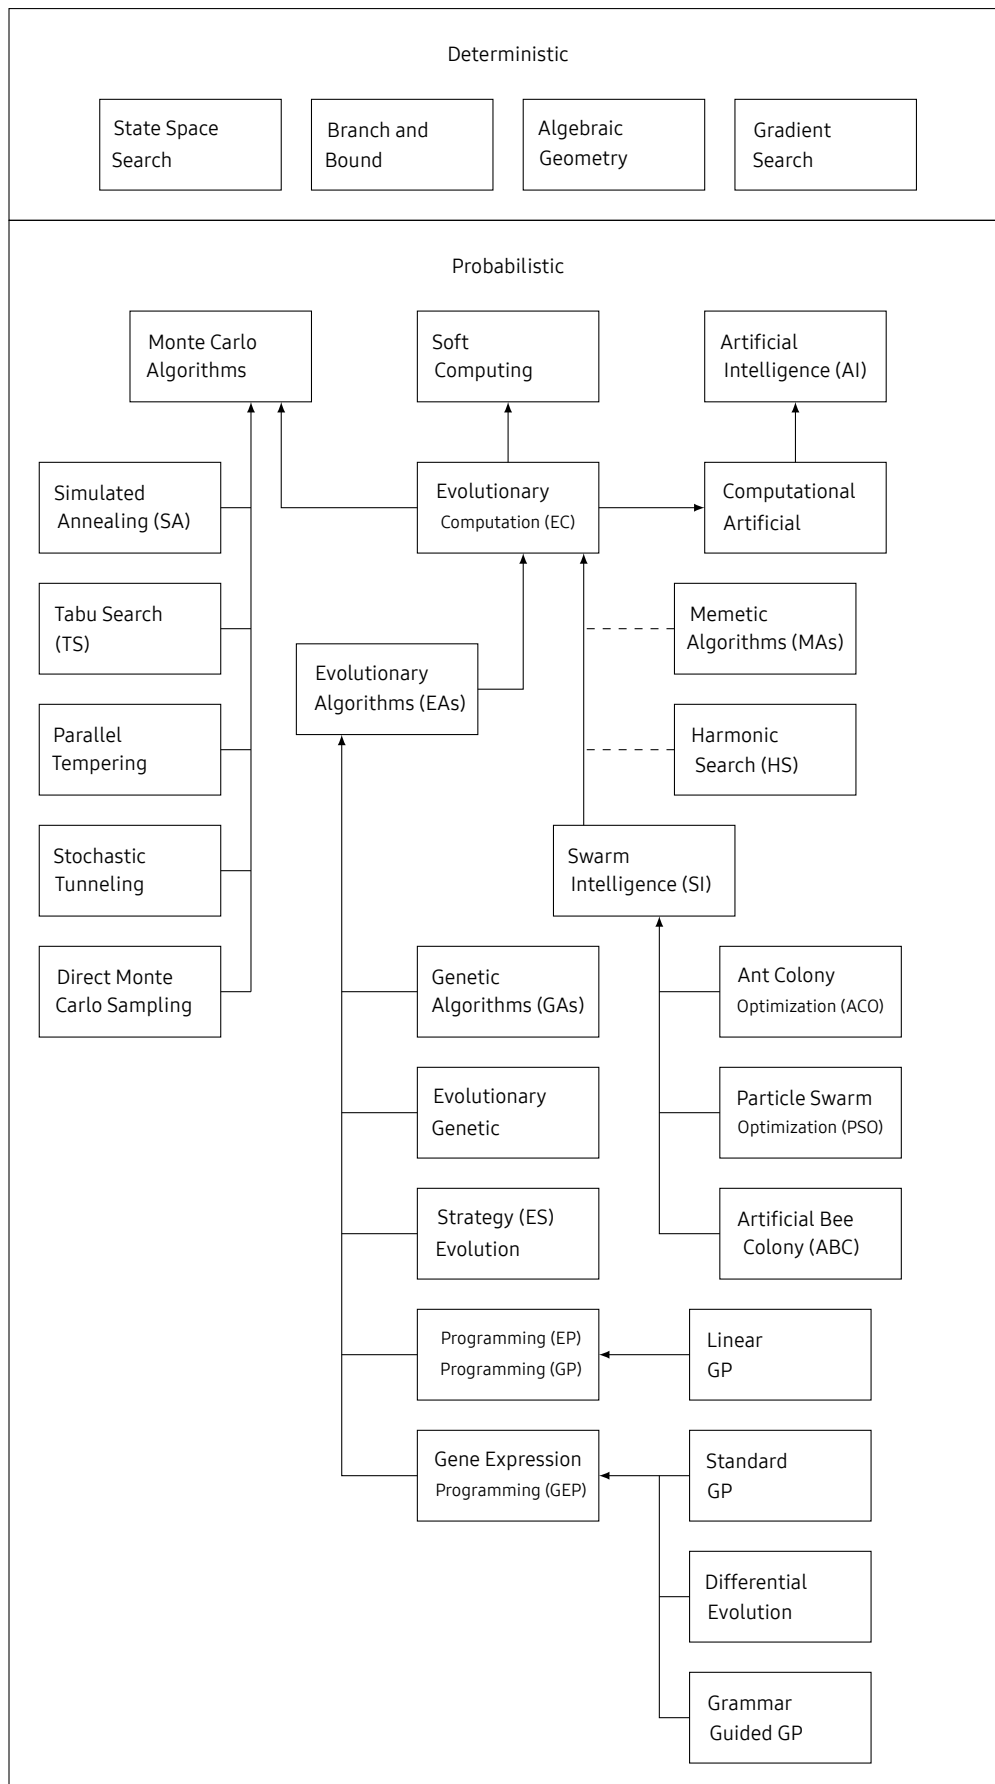 Deterministic
State Space
Search
Branch and
Bound
Algebraic
Geometry
Gradient
Search
Probabilistic
Monte Carlo
Algorithms
Soft
Computing
Artificial
Intelligence (AI)
Simulated
Annealing (SA)
Evolutionary
Computation (EC)
Computational
Artificial
Tabu Search
(TS)
Memetic
Algorithms (MAs)
Evolutionary
Algorithms (EAs)
Parallel
Tempering
Harmonic
Search (HS)
Stochastic
Tunneling
Swarm
Intelligence (SI)
Direct Monte
Carlo Sampling
Genetic
Algorithms (GAs)
Ant Colony
Optimization (ACO)
Evolutionary
Genetic
Particle Swarm
Optimization (PSO)
Strategy (ES)
Evolution
Artificial Bee
Colony (ABC)
Programming (EP)
Programming (GP)
Linear
GP
Gene Expression
Programming (GEP)
Standard
GP
Differential
Evolution
Grammar
Guided GP